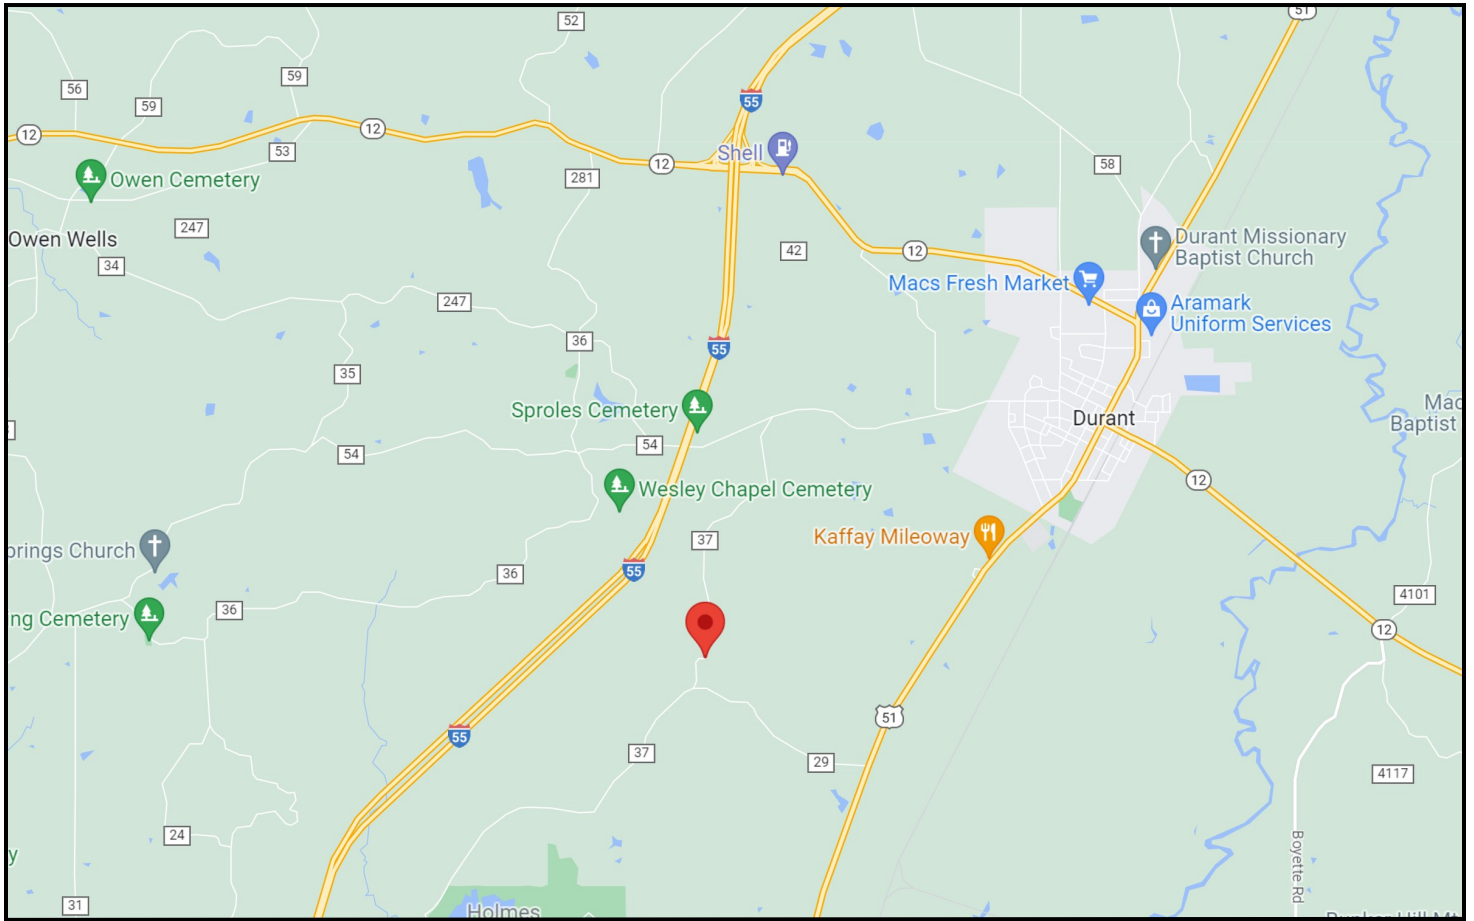 52
51
59
56
55
59
12
12
53
12
Shell
58
281
Owen Cemetery
247
Durant Missionary
Baptist Church
Owen Wells
42
12
34
Macs Fresh Market
247
Aramark
Uniform Services
36
55
35
Sproles Cemetery
Mac
Baptist
Durant
54
54
12
Wesley Chapel Cemetery
37
Kaffay Mileoway
prings Church
55
36
4101
36
ng Cemetery
12
51
55
37
29
4117
24
Boyette Rd
y
31
Holmes